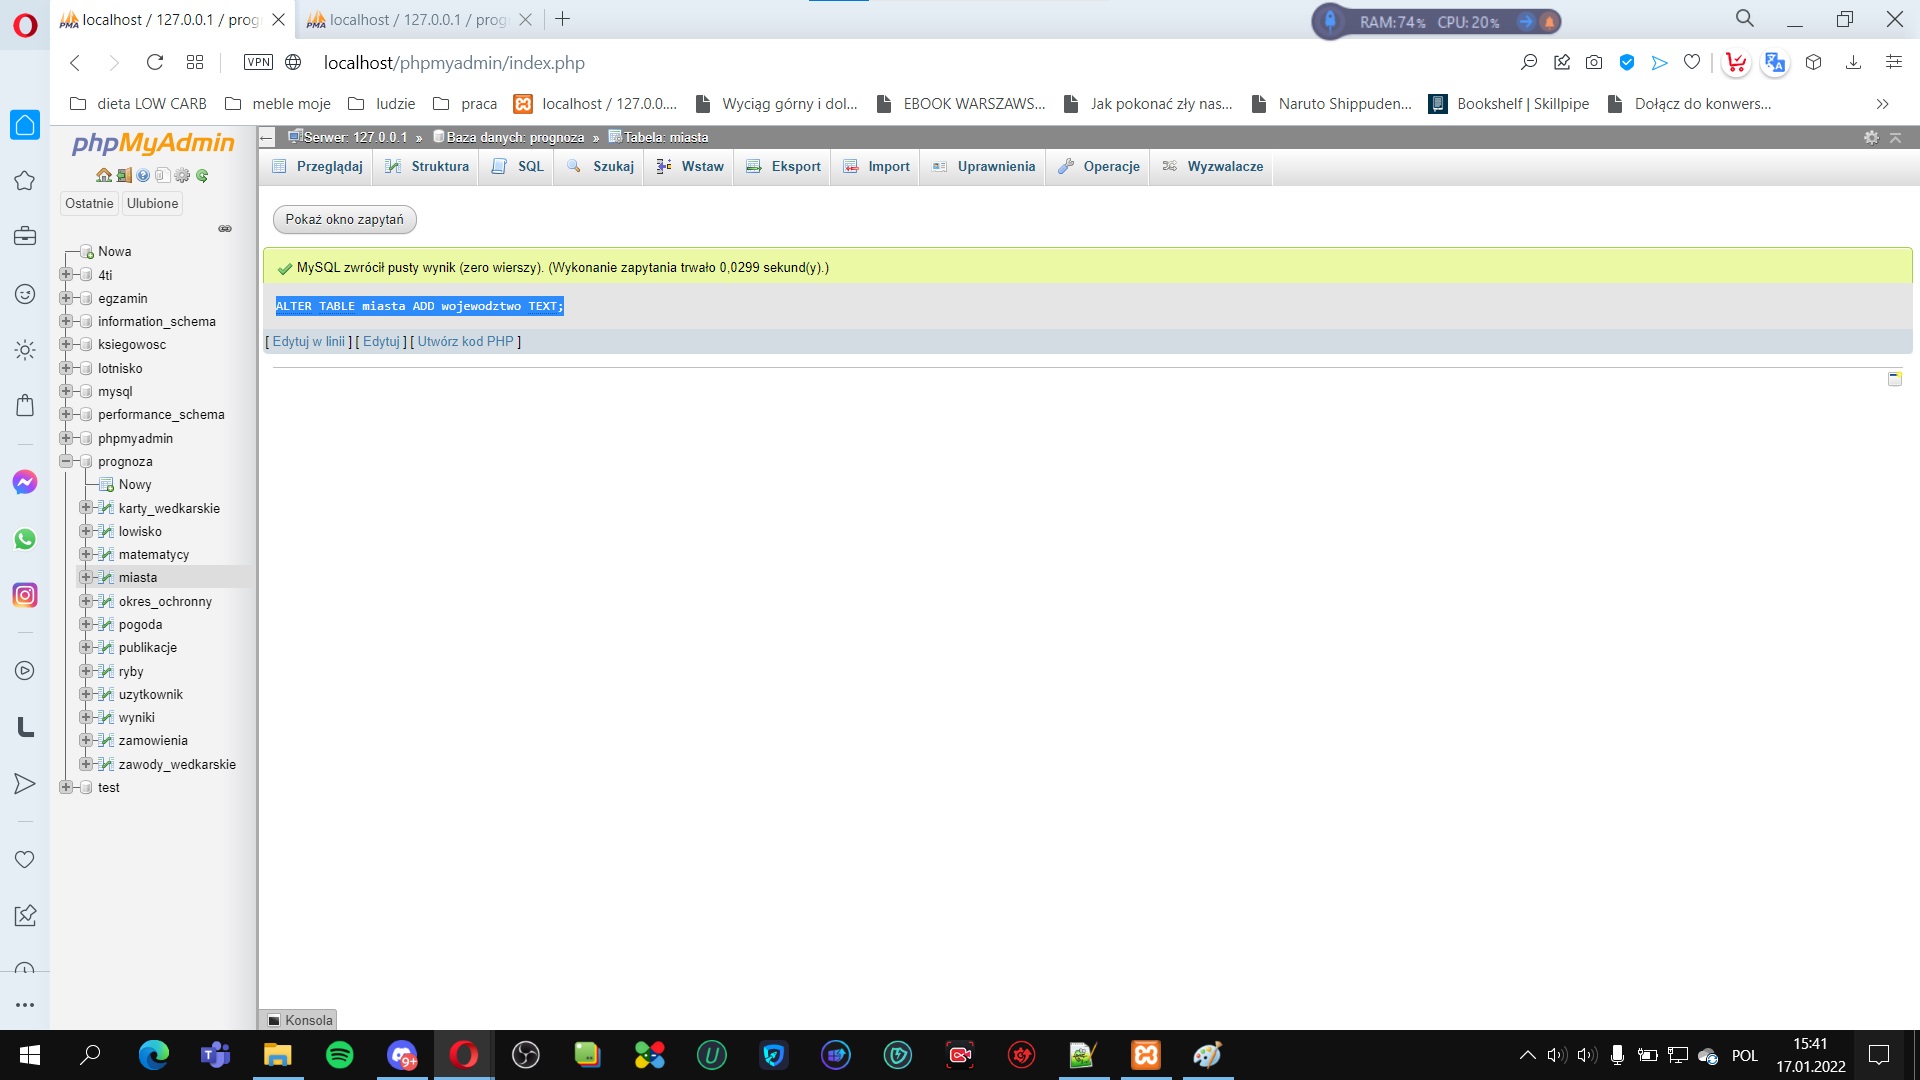 localhost / 127.0.0.1 / prog
localhost / 127.0.0.1 / prog
RAM:74% CPU:20%
VPN
localhost/phpmyadmin/index.php
dieta LOW CARB
meble moje
ludzie
praca
localhost / 127.0.0....
Wyciąg górny i dol...
EBOOK WARSZAWS...
Jak pokonać zły nas...
Naruto Shippuden...
Bookshelf | Skillpipe
Dołącz do konwers...
phpMyAdmin
Ostatnie
Ulubione
Nowa
4ti
egzamin
information_schema
ksiegowosc
lotnisko
mysql
performance_schema
phpmyadmin
prognoza
Nowy
karty_wedkarskie
lowisko
matematycy
miasta
okres_ochronny
pogoda
publikacje
ryby
uzytkownik
wyniki
zamowienia
zawody_wedkarskie
test
Serwer: 127.0.0.1 » Baza danych: prognoza » Tabela: miasta
Przeglądaj
Struktura
SQL
Szukaj
Wstaw
Eksport
Import
Uprawnienia
Operacje
Wyzwalacze
Pokaż okno zapytań
MySQL zwrócił pusty wynik (zero wierszy). (Wykonanie zapytania trwało 0,0299 sekund(y).)
ALTER TABLE miasta ADD wojewodztwo TEXT;
[ Edytuj w linii ] [ Edytuj ] [ Utwórz kod PHP ]
Konsola
9+
POL
15:41
17.01.2022